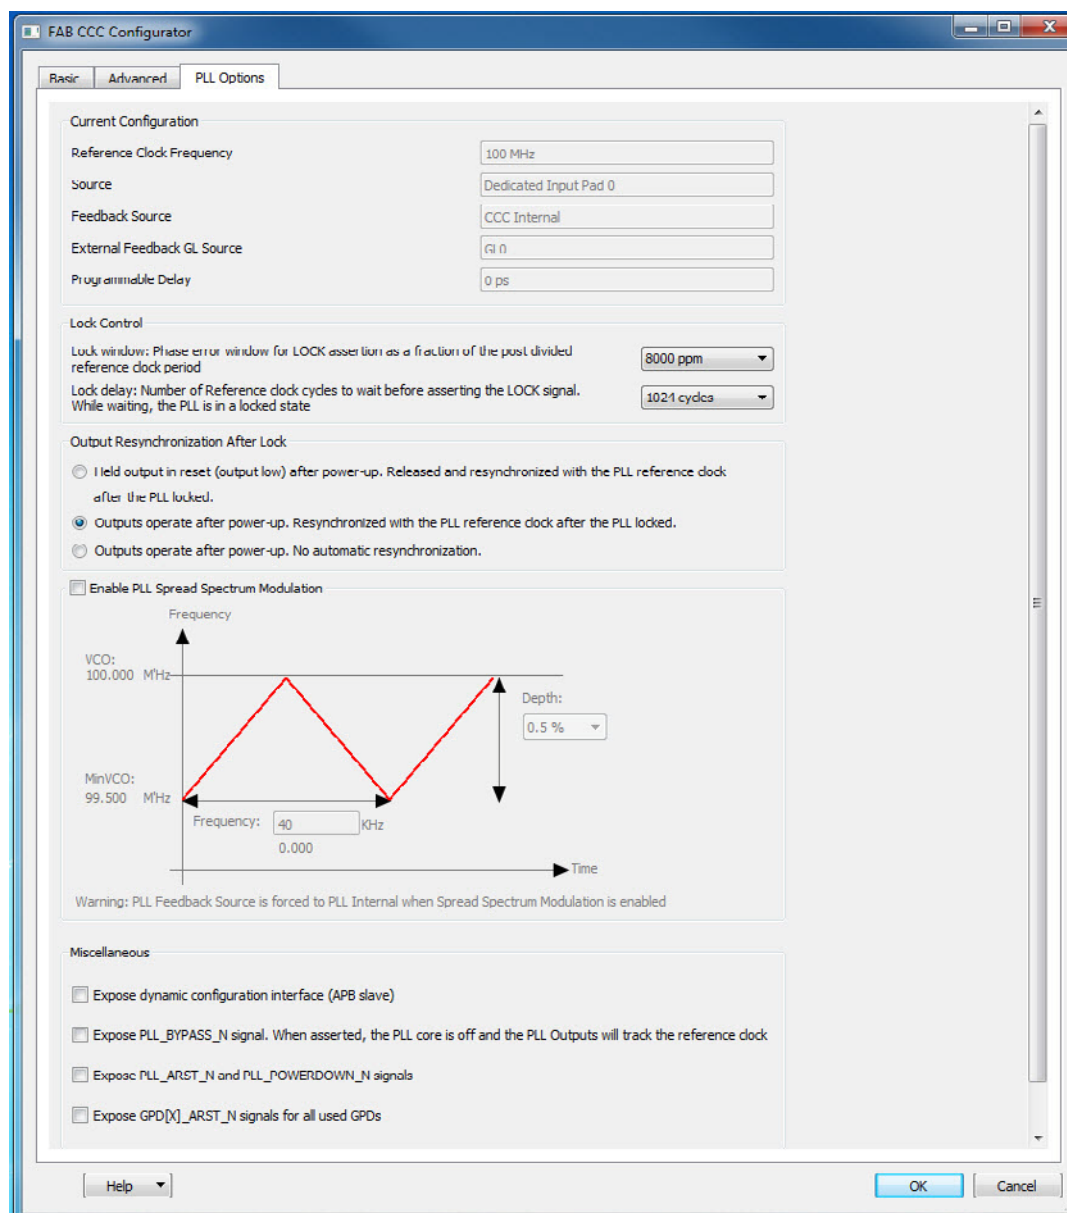 FAB CCC Configurator
Basic
Advanced
PLL Options
Current Configuration
Reference Clock Frequency
100 MHz
Source
Dedicated Input Pad 0
Feedback Source
CCC Internal
External Feedback GL Source
GL0
Programmable Delay
0 ps
Lock Control
Lock window: Phase error window for LOCK assertion as a fraction of the post divided
reference clock period
8000 ppm
Lock delay: Number of Reference clock cycles to wait before asserting the LOCK signal.
While waiting, the PLL is in a locked state
1024 cycles
Output Resynchronization After Lock
Held output in reset (output low) after power-up. Released and resynchronized with the PLL reference clock
after the PLL locked.
Outputs operate after power-up. Resynchronized with the PLL reference clock after the PLL locked.
Outputs operate after power-up. No automatic resynchronization.
Enable PLL Spread Spectrum Modulation
Frequency
VCO:
100.000 M'Hz
Depth:
0.5 %
MinVCO:
99.500 M'Hz
Frequency: 40 KHz
0.000
Time
Warning: PLL Feedback Source is forced to PLL Internal when Spread Spectrum Modulation is enabled
Miscellaneous
Expose dynamic configuration interface (APB slave)
Expose PLL_BYPASS_N signal. When asserted, the PLL core is off and the PLL Outputs will track the reference clock
Expose PLL_ARST_N and PLL_POWERDOWN_N signals
Expose GPD[X]_ARST_N signals for all used GPDs
Help
OK
Cancel